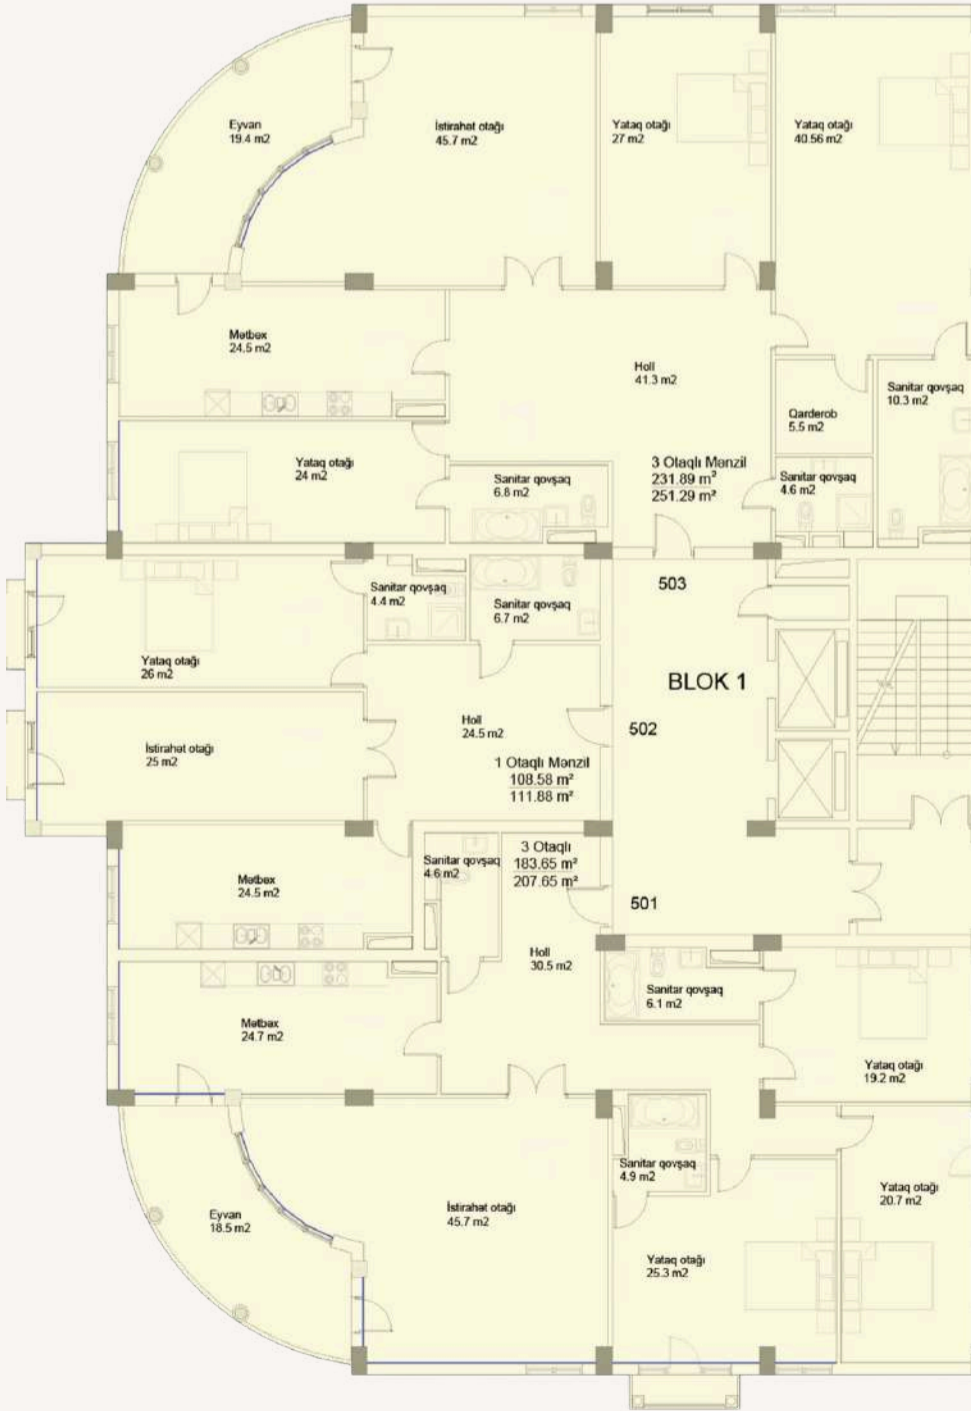 Eyvan
19.4 m2
İstirahət otağı
45.7 m2
Yataq otağı
27 m2
Yataq otağı
40.56 m2
Mətbəx
24.5 m2
Holl
41.3 m2
Sanitar qovşaq
10.3 m2
Qarderob
5.5 m2
Yataq otağı
24 m2
Sanitar qovşaq
6.8 m2
3 Otaqlı Mənzil
231.89 m²
251.29 m²
Sanitar qovşaq
4.6 m2
503
Sanitar qovşaq
4.4 m2
Sanitar qovşaq
6.7 m2
Yataq otağı
26 m2
BLOK 1
Holl
24.5 m2
502
İstirahət otağı
25 m2
1 Otaqlı Mənzil
108.58 m²
111.88 m²
3 Otaqlı
183.65 m²
207.65 m²
Sanitar qovşaq
4.6 m2
Mətbəx
24.5 m2
501
Holl
30.5 m2
Sanitar qovşaq
6.1 m2
Mətbəx
24.7 m2
Yataq otağı
19.2 m2
Sanitar qovşaq
4.9 m2
Yataq otağı
20.7 m2
Eyvan
18.5 m2
İstirahət otağı
45.7 m2
Yataq otağı
25.3 m2